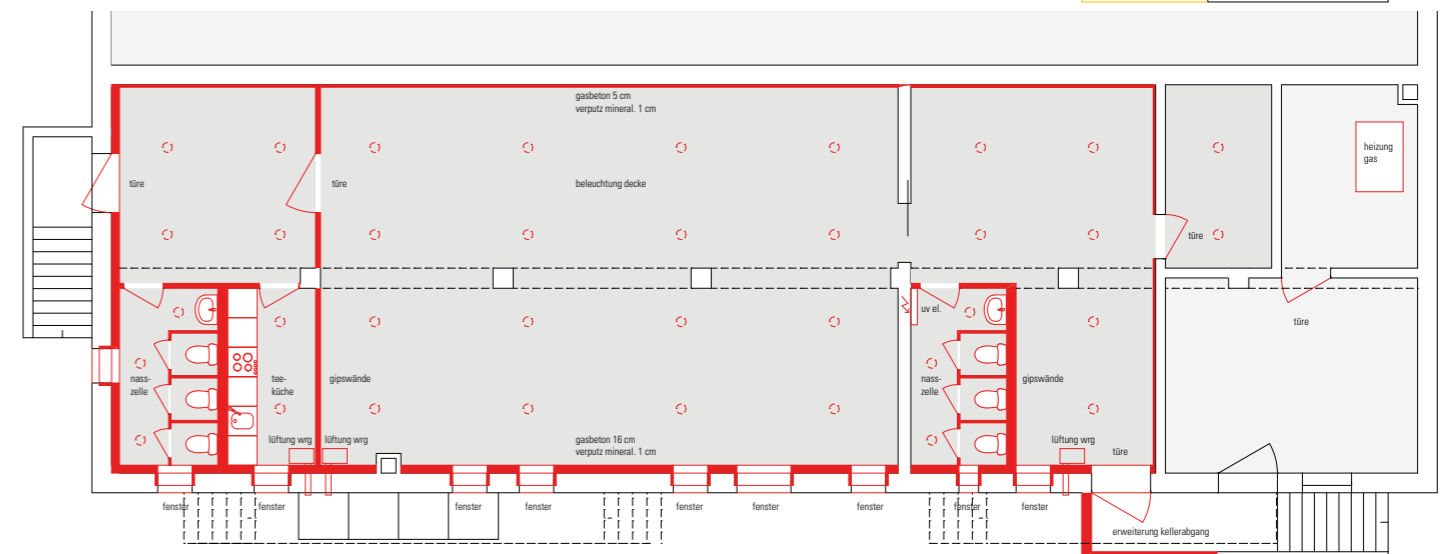 gasbeton 5 cm
verputz mineral. 1 cm
heizung
gas
türe
türe
beleuchtung decke
türe
uv el.
türe
nass-
zelle
tee-
küche
gipswände
nass-
zelle
gipswände
lüftung wrg
lüftung wrg
gasbeton 16 cm
verputz mineral. 1 cm
lüftung wrg
türe
fenster
fenster
fenster
fenster
fenster
fenster
fenster
fenster
fenster
erweiterung kellerabgang